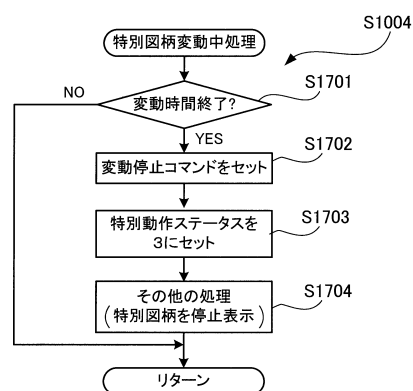 特別図柄変動中処理
S1004
変動時間終了?
S1701
NO
YES
変動停止コマンドをセット
S1702
特別動作ステータスを
3にセット
S1703
その他の処理
(特別図柄を停止表示)
S1704
リターン